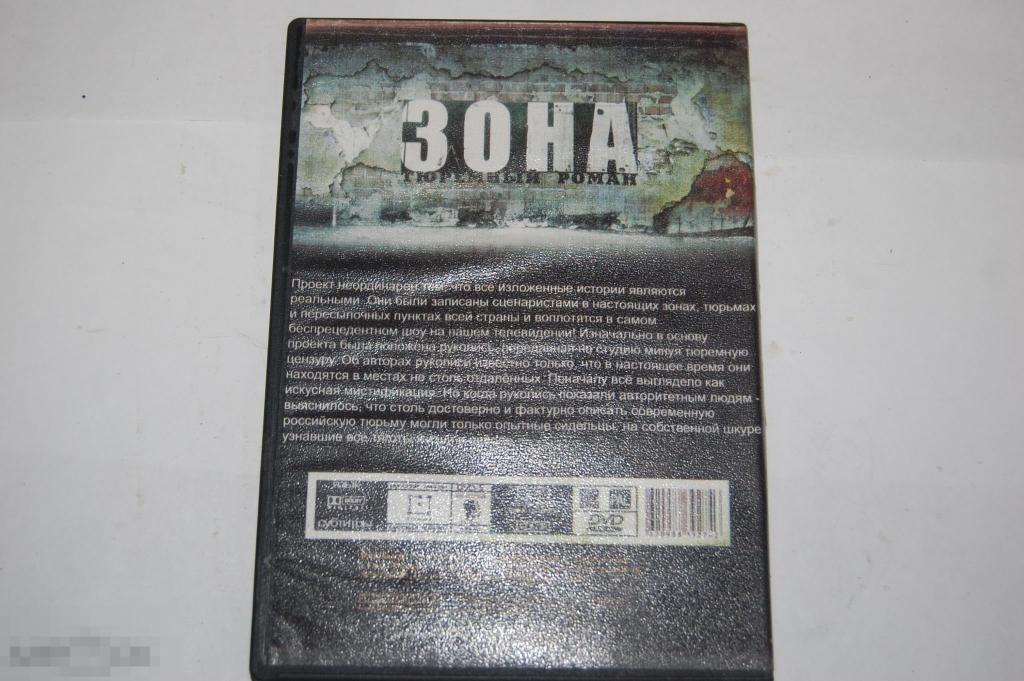 ЗОНА
ТЮРЕМНЫЙ РОМАН
Проект неординарен тем, что все изложенные истории являются
реальными. Они были записаны сценаристами в настоящих зонах, тюрьмах
и пересылочных пунктах всей страны и воплотятся в самом
беспрецедентном шоу на нашем телевидении! Изначально в основу
проекта была положена рукопись, переданная на студию минуя тюремную
цензуру. Об авторах рукописи известно только, что в настоящее время они
находятся в местах не столь отдалённых. Поначалу всё выглядело как
искусная мистификация. Но когда рукопись показали авторитетным людям -
выяснилось, что столь достоверно и фактурно описать современную
российскую тюрьму могли только опытные сидельцы, на собственной шкуре
узнавшие все
DVD